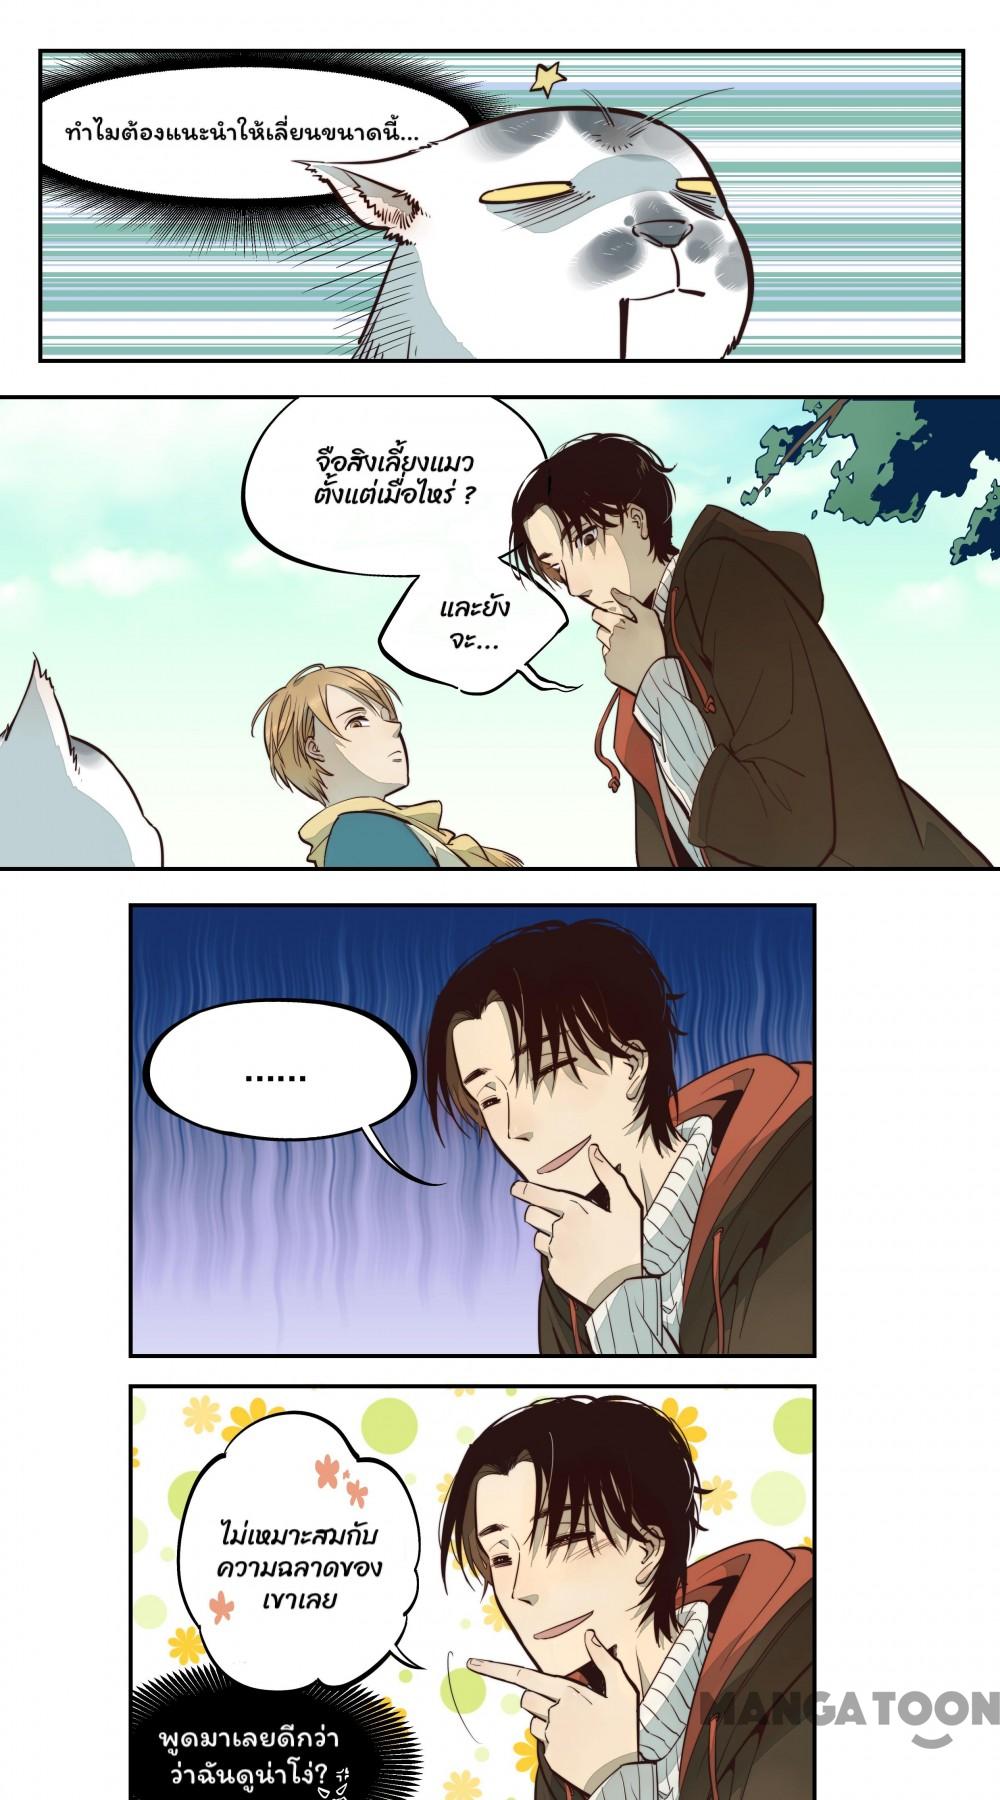 ทำไมต้องแนะนำให้เลี่ยนขนาดนี้...
จือสิงเลี้ยงแมว
ตั้งแต่เมื่อไหร่ ?
และยัง
จะ...
......
ไม่เหมาะสมกับ
ความฉลาดของ
เขาเลย
พูดมาเลยดีกว่า
ว่าฉันดูน่าโง่?
MANGATOON